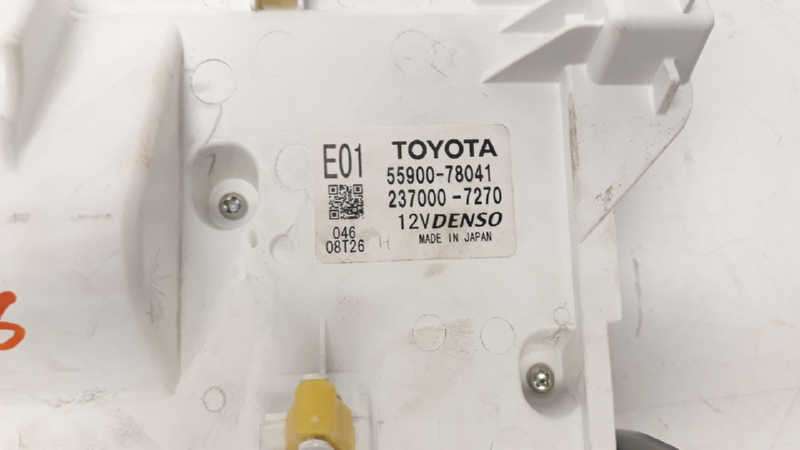 E01
TOYOTA
55900-78041
237000-7270
12V DENSO
MADE IN JAPAN
046
08T26